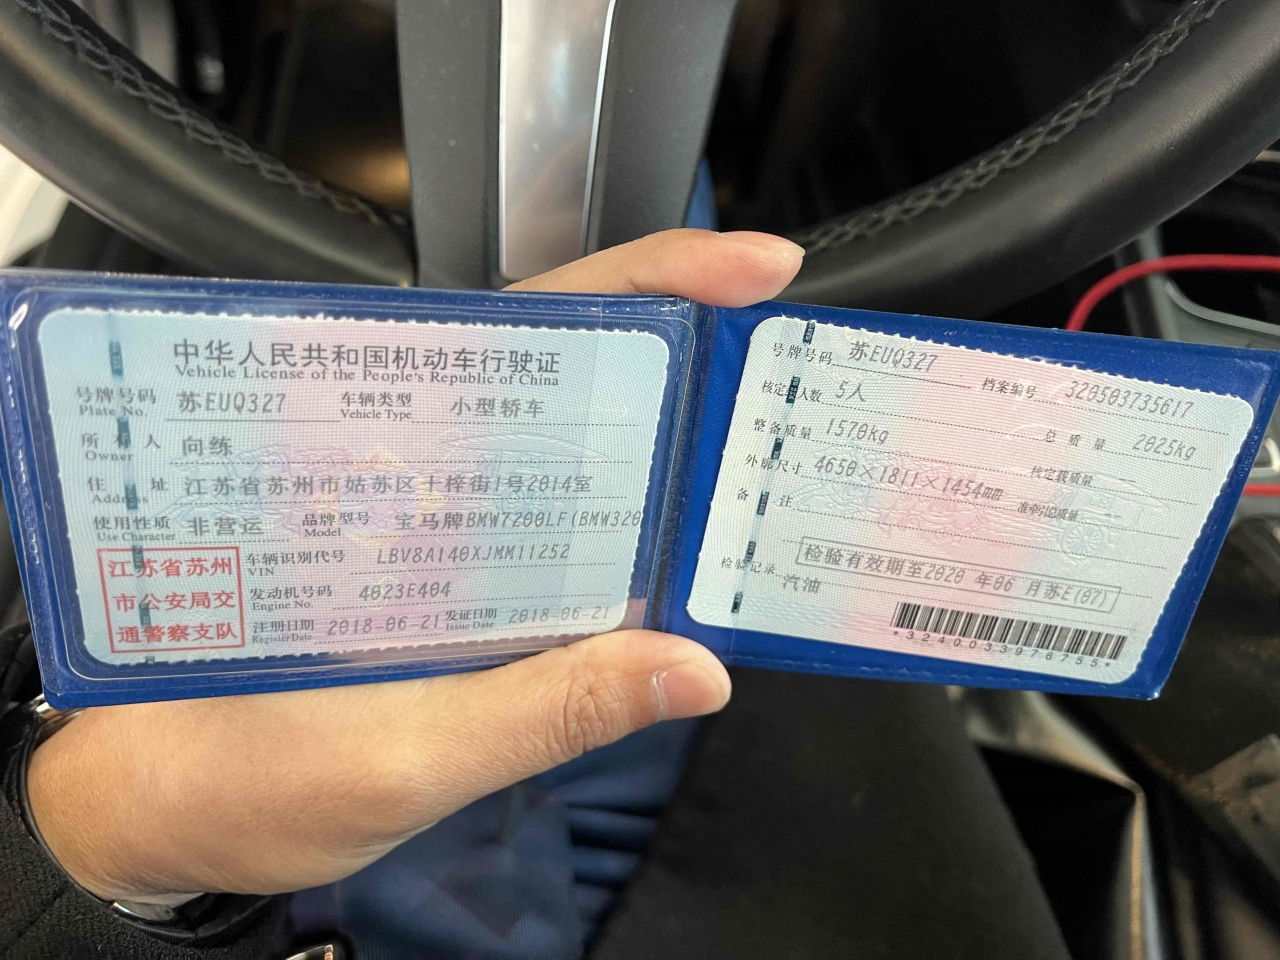 中华人民共和国机动车行驶证
Vehicle License of the People's Republic of China
号牌号码 苏EUQ327 车辆类型 小型轿车
Plate No. Vehicle Type
所有人 向练
Owner
住址 江苏省苏州市姑苏区十梓街1号2014室
Address
使用性质 非营运 品牌型号 宝马牌BMW7200LF(BMW320
Use Character Model
江苏省苏州
市公安局交
通警察支队
车辆识别代号 LBV8A140XJMM11252
VIN
发动机号码 4023E404
Engine No.
注册日期 2018-06-21 发证日期 2018-06-21
Register Date Issue Date
号牌号码 苏EUQ327 档案编号 320503735617
核定载人数 5人 总质量 2025kg
整备质量 1570kg 核定载质量
外廓尺寸 4650×1811×1454mm 准牵引总质量 --
备注
检验有效期至2020年06月苏E(07)
检验记录 汽油
*3240033976755*